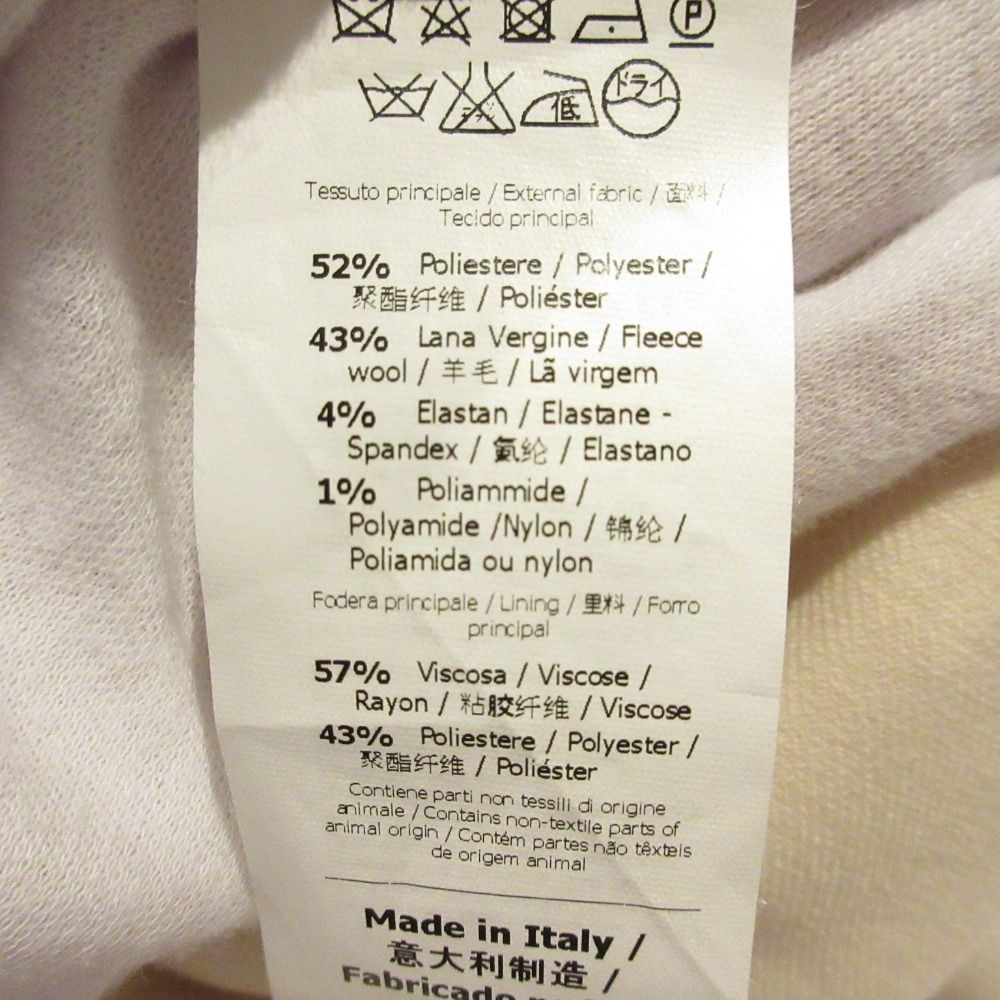 P
ドライ
低
Tessuto principale / External fabric / 面料 /
Tecido principal
52% Poliestere / Polyester /
聚酯纤维 / Poliéster
43% Lana Vergine / Fleece
wool / 羊毛 / Lã virgem
4% Elastan / Elastane -
Spandex / 氨纶 / Elastano
1% Poliammide /
Polyamide /Nylon / 锦纶 /
Poliamida ou nylon
Fodera principale / Lining / 里料 / Forro
principal
57% Viscosa / Viscose /
Rayon / 粘胶纤维 / Viscose
43% Poliestere / Polyester /
聚酯纤维 / Poliéster
Contiene parti non tessili di origine
animale / Contains non-textile parts of
animal origin / Contém partes não têxteis
de origem animal
Made in Italy /
意大利制造 /
Fabricado